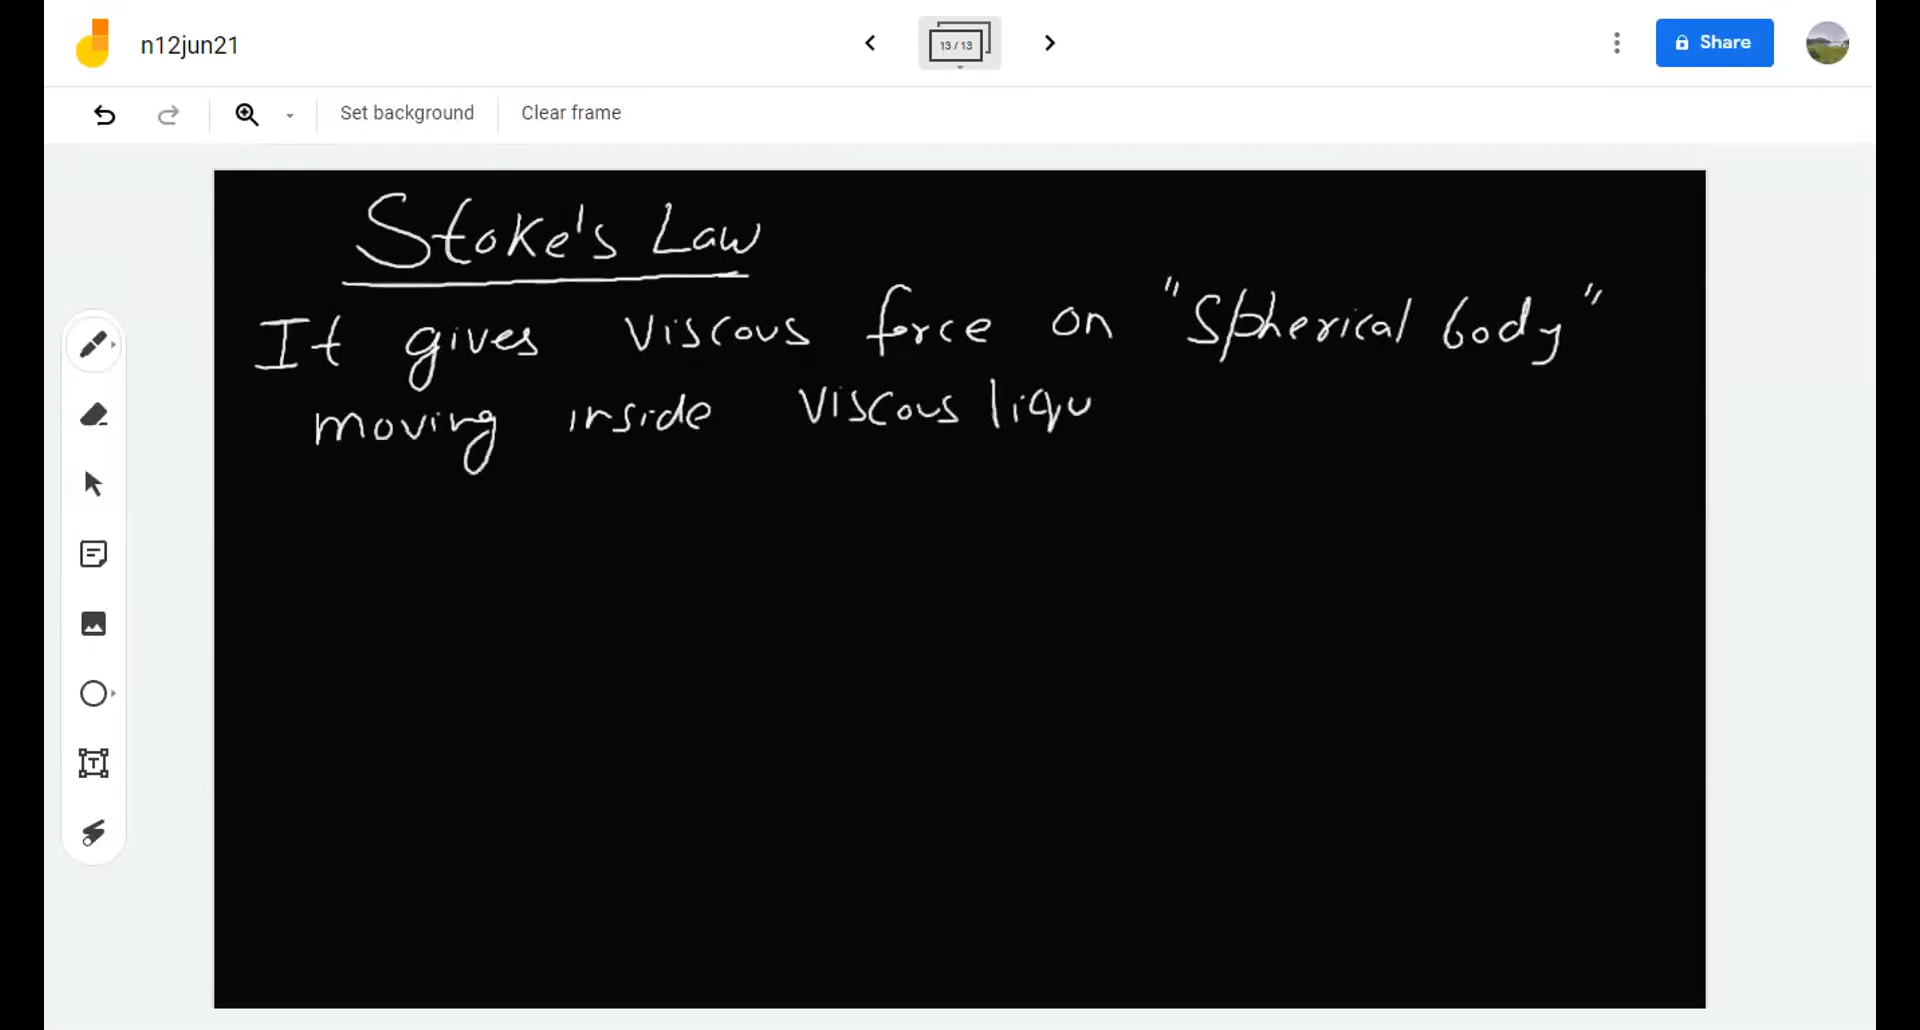 n12jun21
13 / 13
Share
Set background
Clear frame
Stoke's Law
It gives viscous force on "Spherical body"
moving inside viscous liqu